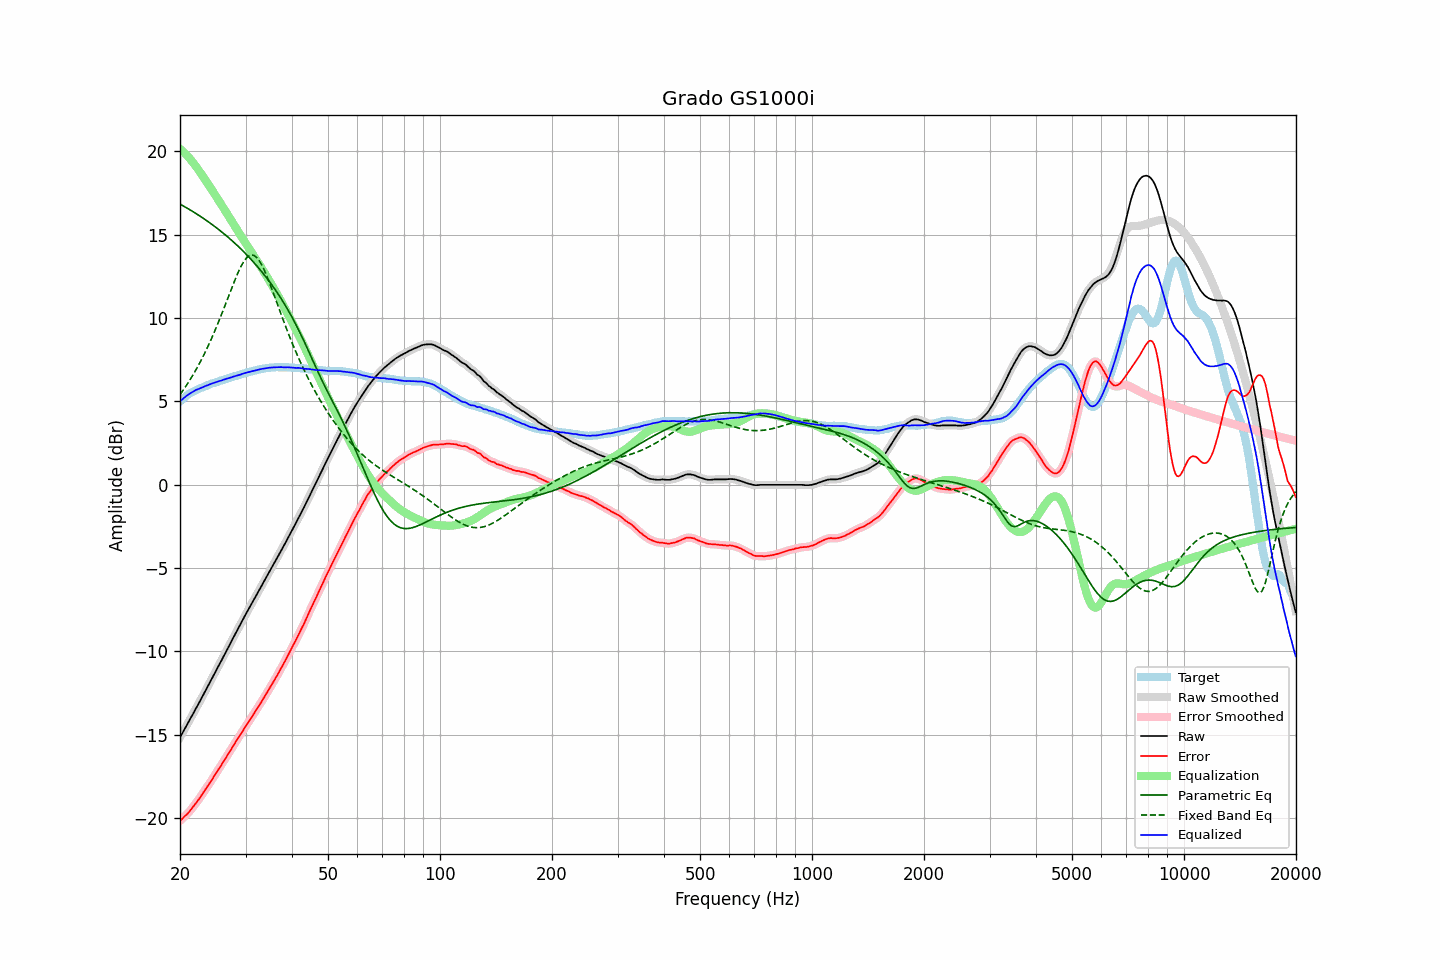 Grado GS1000i
Amplitude (dBr)
20
15
10
5
0
−5
−10
−15
−20
Target
Raw Smoothed
Error Smoothed
Raw
Error
Equalization
Parametric Eq
Fixed Band Eq
Equalized
20 50 100 200 500 1000 2000 5000 10000 20000
Frequency (Hz)